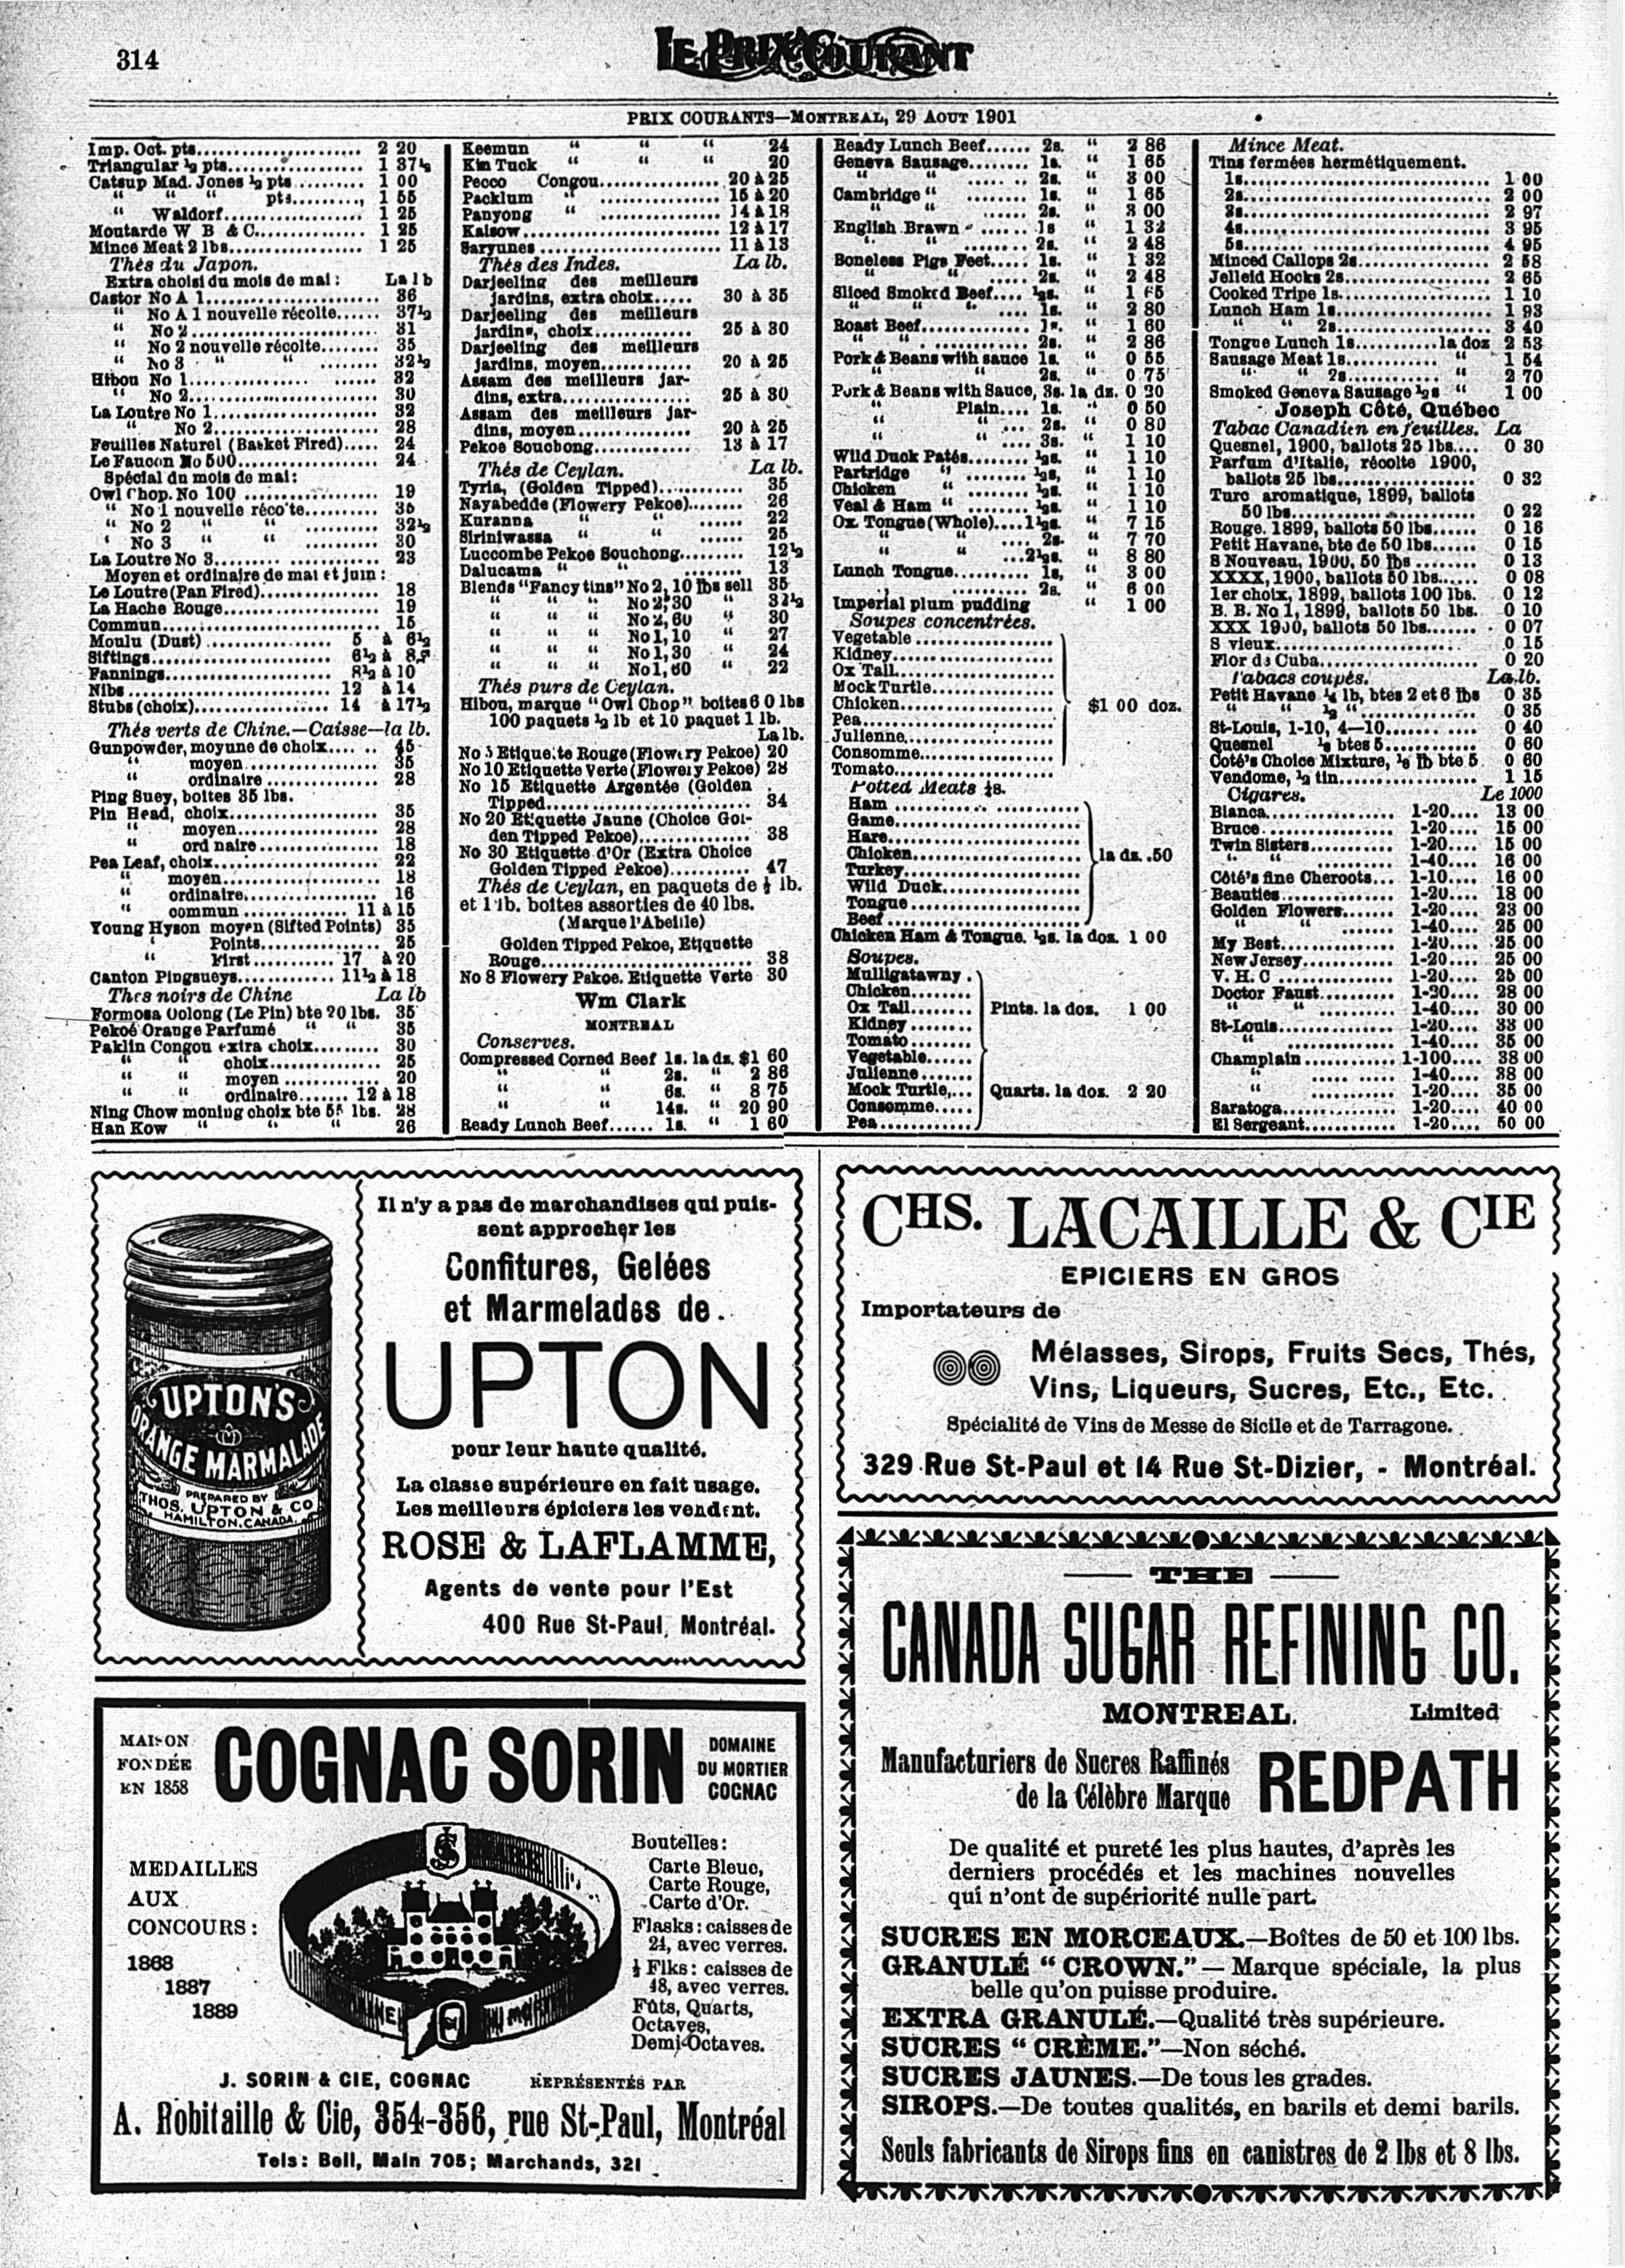 314
LE PRIX COURANT
PRIX COURANTS—MONTREAL, 29 AOUT 1901
Imp. Oct. pts.............................. 2 20
Triangular ½ pts......................... 1 37½
Catsup Mad. Jones ½ pts .......... 1 00
“ “ “ pts.........., 1 55
“ Waldorf.................... 1 25
Moutarde W B & C.................. 1 25
Mince Meat 2 lbs...................... 1 25
Thés du Japon.
Extra choisi du mois de mai : La lb
Castor No A 1......................... 36
“ No A 1 nouvelle récolte...... 37½
“ No 2............................. 31
“ No 2 nouvelle récolte........ 35
“ No 3 “ “ ........ 32½
Hibou No 1................... ...... 32
“ No 2............................. 30
La Loutre No 1......................... 32
“ No 2......................... 28
Feuilles Naturel (Basket Fired)..... 24
Le Faucon No 500..................... 24
Spécial du mois de mai:
Owl Chop. No 100 ................... 19
“ No 1 nouvelle réco'te....... 35
“ No 2 “ “ .......... 32½
‘ No 3 “ “ .......... 30
La Loutre No 3.......... ............ 23
Moyen et ordinaire de mai et juin :
Le Loutre (Pan Fired)................. 18
La Hache Rouge........................ 19
Commun................................. 15
Moulu (Dust) ................. 5 à 6½
Siftings......................... 6½ à 8½
Fannings........................ 8½ à 10
Nibs .............................. 12 à 14
Stubs (choix).................... 14 à 17½
Thés verts de Chine.—Caisse—la lb.
Gunpowder, moyune de choix.... .. 45
“ moyen................... 35
“ ordinaire ............... 28
Ping Suey, boites 35 lbs.
Pin Head, choix........................ 35
“ moyen....................... 28
“ ord naire.................... 18
Pea Leaf, choix........................ 22
“ moyen......................... 18
“ ordinaire...................... 16
“ commun .............. 11 à 15
Young Hyson moyen (Sifted Points) 35
‘ Points.................. 25
“ First............ 17 à 20
Canton Pingsueys............... 11½ à 18
Thes noirs de Chine La lb
Formosa Oolong (Le Pin) bte 20 lbs. 35
Pekoé Orange Parfumé “ “ 35
Paklin Congou extra choix......... 30
“ “ choix.................. 25
“ “ moyen ............... 20
“ “ ordinaire....... 12 à 18
Ning Chow moning choix bte 55 lbs. 28
Han Kow “ “ “ 26
Keemun “ “ “ 24
Kin Tuck “ “ “ 20
Pecco Congou................. 20 à 25
Packlum “ ................. 15 à 20
Panyong “ ................. 14 à 18
Kaisow............................ 12 à 17
Saryunes.......................... 11 à 13
Thés des Indes. La lb.
Darjeeling des meilleurs
jardins, extra choix..... 30 à 35
Darjeeling des meilleurs
jardins, choix............. 25 à 30
Darjeeling des meilleurs
jardins, moyen............ 20 à 25
Assam des meilleurs jar-
dins, extra................. 25 à 30
Assam des meilleurs jar-
dins, moyen............... 20 à 25
Pekoe Souchong............. 13 à 17
Thés de Ceylan. La lb.
Tyria, (Golden Tipped)............ 35
Nayabedde (Flowery Pekoe)........ 26
Kuranna “ “ ...... 22
Siriniwassa “ “ ...... 25
Luccombe Pekoe Souchong......... 12½
Dalucama “ “ ........ 13
Blends “Fancy tins” No 2, 10 lbs sell 35
“ “ “ No 2, 30 “ 32½
“ “ “ No 2, 60 “ 30
“ “ “ No 1, 10 “ 27
“ “ “ No 1, 30 “ 24
“ “ “ No 1, 60 “ 22
Thés purs de Ceylan.
Hibou, marque “Owl Chop” boites 6 0 lbs
100 paquets ½ lb et 10 paquet 1 lb.
La lb.
No 5 Etiquette Rouge (Flowery Pekoe) 20
No 10 Etiquette Verte (Flowery Pekoe) 28
No 15 Etiquette Argentée (Golden
Tipped............................... 34
No 20 Etiquette Jaune (Choice Gol-
den Tipped Pekoe)................. 38
No 30 Etiquette d'Or (Extra Choice
Golden Tipped Pekoe)............. 47
Thés de Ceylan, en paquets de ½ lb.
et 1 lb. boites assorties de 40 lbs.
(Marque l'Abeille)
Golden Tipped Pekoe, Etiquette
Rouge................................ 38
No 8 Flowery Pekoe. Etiquette Verte 30
Wm Clark
MONTREAL
Conserves.
Compressed Corned Beef 1s. la dz. $1 60
“ “ 2s. “ 2 86
“ “ 6s. “ 8 75
“ “ 14s. “ 20 90
Ready Lunch Beef...... 1s. “ 1 60
Ready Lunch Beef...... 2s. “ 2 86
Geneva Sausage........ 1s. “ 1 65
“ “ ..... .. 2s. “ 3 00
Cambridge “ ........ 1s. “ 1 65
“ “ ...... 2s. “ 3 00
English Brawn ...... 1s “ 1 32
“ “ ........ 2s. “ 2 48
Boneless Pigs Feet..... 1s. “ 1 32
“ “ ..... 2s. “ 2 48
Sliced Smoked Beef.... ½s. “ 1 65
“ “ “ .... 1s. “ 2 80
Roast Beef............... 1s. “ 1 60
“ “ ............... 2s. “ 2 86
Pork & Beans with sauce 1s. “ 0 55
“ “ 2s. “ 0 75
Pork & Beans with Sauce, 3s. la dz. 0 20
“ Plain.... 1s. “ 0 50
“ “ ... 2s. “ 0 80
“ “ .... 3s. “ 1 10
Wild Duck Patés........ ½s. “ 1 10
Partridge “ ........ ½s, “ 1 10
Chicken “ ........ ½s. “ 1 10
Veal & Ham “ ........ ½s. “ 1 10
Ox Tongue (Whole)....1½s. “ 7 15
“ “ .... 2s. “ 7 70
“ “ ....2½s. “ 8 80
Lunch Tongue.......... 1s, “ 3 00
.......... 2s. “ 6 00
Imperial plum pudding “ 1 00
Soupes concentrées.
Vegetable .........................
Kidney............................
Ox Tail............................
Mock Turtle......................
Chicken........................... $1 00 doz.
Pea.................................
Julienne...........................
Consomme........................
Tomato............................
Potted Meats ½s.
Ham ...............................
Game..............................
Hare...............................
Chicken........................... la dz. .50
Turkey............................
Wild Duck........................
Tongue ...........................
Beef................................
Chicken Ham & Tongue. ½s. la doz. 1 00
Soupes.
Mulligatawny .
Chicken........
Ox Tail........ Pints. la doz. 1 00
Kidney .......
Tomato .......
Vegetable......
Julienne .......
Mock Turtle,... Quarts. la doz. 2 20
Consomme.....
Pea............
Mince Meat.
Tins fermées hermétiquement.
1s...................................... 1 00
2s...................................... 2 00
3s...................................... 2 97
4s...................................... 3 95
5s...................................... 4 95
Minced Callops 2s..................... 2 58
Jelleid Hocks 2s....................... 2 65
Cooked Tripe 1s........................ 1 10
Lunch Ham 1s.......................... 1 93
“ “ 2s.......................... 3 40
Tongue Lunch 1s...........la doz 2 53
Sausage Meat 1s............ “ 1 54
“ “ 2s............ “ 2 70
Smoked Geneva Sausage ½s “ 1 00
Joseph Côté, Québec
Tabac Canadien en feuilles. La
Quesnel, 1900, ballots 25 lbs.... 0 30
Parfum d'Italie, récolte 1900,
ballots 25 lbs..................... 0 32
Turc aromatique, 1899, ballots
50 lbs............................. 0 22
Rouge. 1899, ballots 50 lbs...... 0 16
Petit Havane, bte de 50 lbs...... 0 15
S Nouveau, 1900, 50 lbs ........ 0 13
XXXX, 1900, ballots 50 lbs...... 0 08
1er choix, 1899, ballots 100 lbs. 0 12
B. B. No 1, 1899, ballots 50 lbs. 0 10
XXX 1900, ballots 50 lbs....... 0 07
S vieux............................ 0 15
Flor de Cuba..................... 0 20
Tabacs coupés. La lb.
Petit Havane ¼ lb, btes 2 et 6 lbs 0 35
“ “ ½ “.................. 0 35
St-Louis, 1-10, 4—10....... .... 0 40
Quesnel ⅛ btes 5............ 0 60
Coté's Choice Mixture, ⅛ lb bte 5 0 60
Vendome, ½ tin.................. 1 15
Cigares. Le 1000
Bianca................... 1-20.... 13 00
Bruce.................... 1-20.... 15 00
Twin Sisters............ 1-20.... 15 00
“ “ .......... 1-40.... 16 00
Côté's fine Cheroots... 1-10.... 16 00
Beauties................. 1-20.... 18 00
Golden Flowers........ 1-20.... 23 00
“ “ ...... 1-40.... 25 00
My Best................. 1-20.... 25 00
New Jersey............. 1-20.... 25 00
V. H. C ................. 1-20.... 25 00
Doctor Faust........... 1-30.... 28 00
“ “ .......... 1-40.... 30 00
St-Louis................. 1-20.... 33 00
“ ................ 1-40.... 35 00
Champlain ............ 1-100.... 38 00
“ ..... ..... 1-40.... 38 00
“ ............ 1-20.... 35 00
Saratoga................ 1-20.... 40 00
El Sergeant............ 1-20.... 50 00
UPTON'S
ORANGE MARMALADE
PREPARED BY
THOS. UPTON & CO
HAMILTON, CANADA.
Il n'y a pas de marchandises qui puis-
sent approcher les
Confitures, Gelées
et Marmelades de
UPTON
pour leur haute qualité.
La classe supérieure en fait usage.
Les meilleurs épiciers les vendent.
ROSE & LAFLAMME,
Agents de vente pour l'Est
400 Rue St-Paul, Montréal.
CHS. LACAILLE & CIE
EPICIERS EN GROS
Importateurs de
Mélasses, Sirops, Fruits Secs, Thés,
Vins, Liqueurs, Sucres, Etc., Etc.
Spécialité de Vins de Messe de Sicile et de Tarragone.
329 Rue St-Paul et 14 Rue St-Dizier, - Montréal.
MAISON
FONDÉE
EN 1858
COGNAC SORIN
DOMAINE
DU MORTIER
COGNAC
MEDAILLES
AUX
CONCOURS :
1868
1887
1889
Boutelles :
Carte Bleue,
Carte Rouge,
Carte d'Or.
Flasks : caisses de
24, avec verres.
½ Flks : caisses de
48, avec verres.
Fûts, Quarts,
Octaves,
Demi-Octaves.
J. SORIN & CIE, COGNAC REPRÉSENTÉS PAR
A. Robitaille & Cie, 354-356, rue St-Paul, Montréal
Tels: Bell, Main 705; Marchands, 321
THE
CANADA SUGAR REFINING CO.
MONTREAL. Limited
Manufacturiers de Sucres Raffinés
de la Célèbre Marque REDPATH
De qualité et pureté les plus hautes, d'après les
derniers procédés et les machines nouvelles
qui n'ont de supériorité nulle part.
SUCRES EN MORCEAUX.—Boîtes de 50 et 100 lbs.
GRANULÉ “CROWN.”— Marque spéciale, la plus
belle qu'on puisse produire.
EXTRA GRANULÉ.—Qualité très supérieure.
SUCRES “CRÈME.”—Non séché.
SUCRES JAUNES.—De tous les grades.
SIROPS.—De toutes qualités, en barils et demi barils.
Seuls fabricants de Sirops fins en canistres de 2 lbs et 8 lbs.